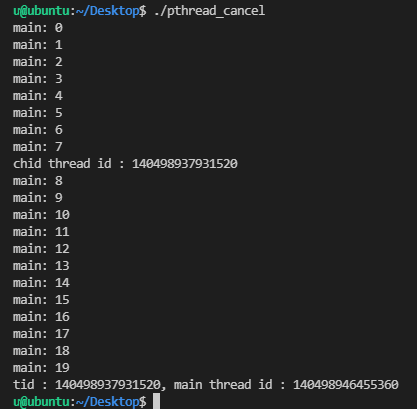 u@ubuntu:~/Desktop$ ./pthread_cancel
main: 0
main: 1
main: 2
main: 3
main: 4
main: 5
main: 6
main: 7
chid thread id : 140498937931520
main: 8
main: 9
main: 10
main: 11
main: 12
main: 13
main: 14
main: 15
main: 16
main: 17
main: 18
main: 19
tid : 140498937931520, main thread id : 140498946455360
u@ubuntu:~/Desktop$